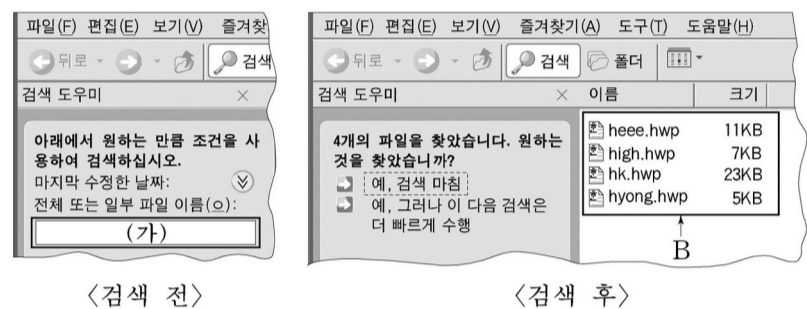 파일(F) 편집(E) 보기(V) 즐겨찾
뒤로 검색
검색 도우미 ×
아래에서 원하는 만큼 조건을 사
용하여 검색하십시오.
마지막 수정한 날짜:
전체 또는 일부 파일 이름(O):
(가)
〈검색 전〉
파일(F) 편집(E) 보기(V) 즐겨찾기(A) 도구(T) 도움말(H)
뒤로 검색 폴더
검색 도우미 × 이름 크기
4개의 파일을 찾았습니다. 원하는
것을 찾았습니까?
예, 검색 마침
예, 그러나 이 다음 검색은
더 빠르게 수행
heee.hwp 11KB
high.hwp 7KB
hk.hwp 23KB
hyong.hwp 5KB
B
〈검색 후〉